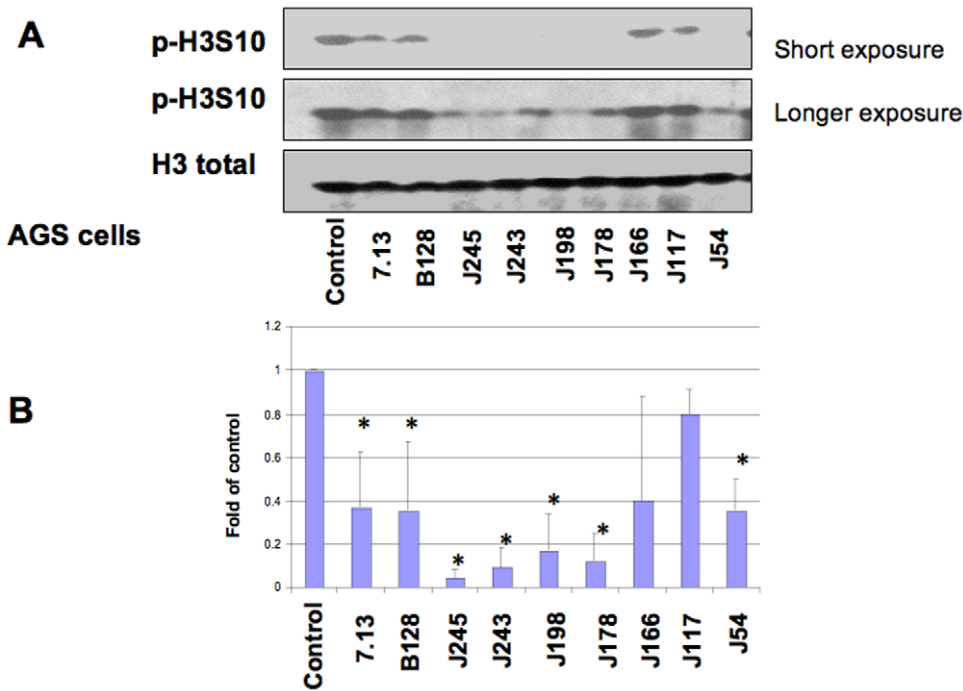 A
p-H3S10
Short exposure
p-H3S10
Longer exposure
H3 total
AGS cells
Control 7.13 B128 J245 J243 J198 J178 J166 J117 J54
B
Fold of control
1.2
1
0.8
0.6
0.4
0.2
0
* * * * * * *
Control 7.13 B128 J245 J243 J198 J178 J166 J117 J54